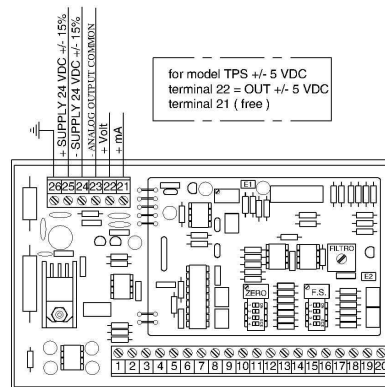 + SUPPLY 24 VDC +/- 15%
- SUPPLY 24 VDC +/- 15%
- ANALOG OUTPUT COMMON
+ Volt
+ mA
for model TPS +/- 5 VDC
terminal 22 = OUT +/- 5 VDC
terminal 21 ( free )
26 25 24 23 22 21
E1
FILTRO
E2
ZERO
F.S.
1 2 3 4 5 6 7 8 9 10 11 12 13 14 15 16 17 18 19 20